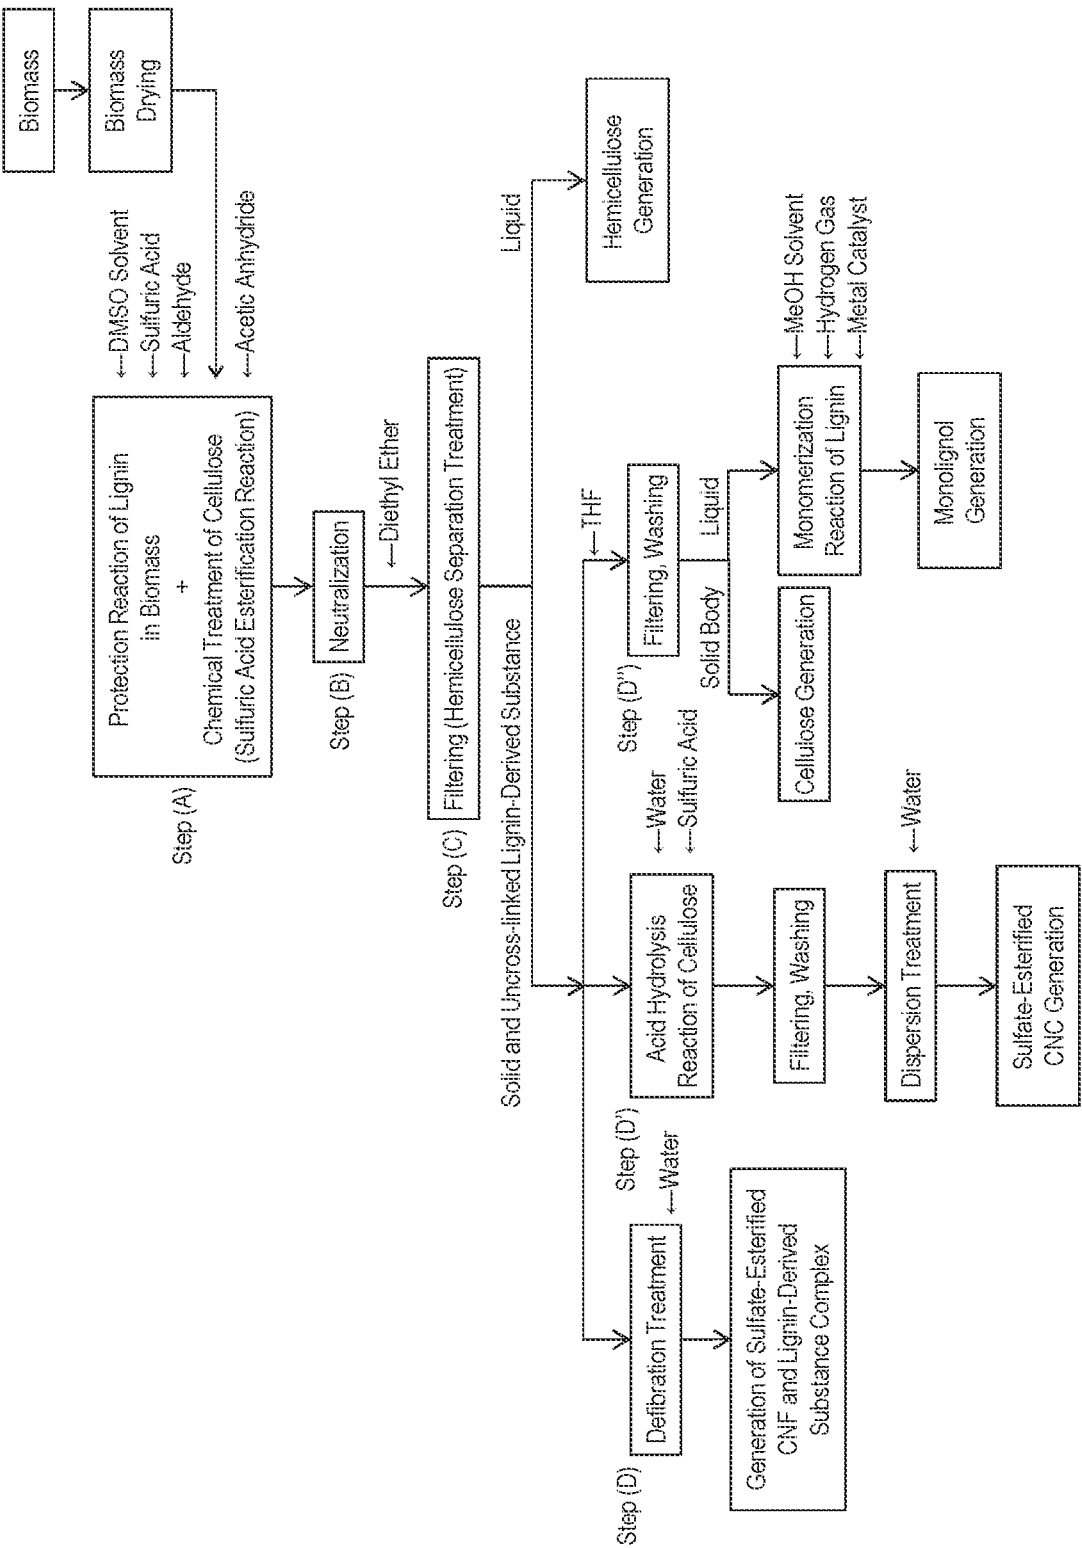 Biomass
Biomass
Drying
←DMSO Solvent
←Sulfuric Acid
←Aldehyde
←Acetic Anhydride
Step (A)
Protection Reaction of Lignin
in Biomass
+
Chemical Treatment of Cellulose
(Sulfuric Acid Esterification Reaction)
Step (B)
Neutralization
←Diethyl Ether
Step (C)
Filtering (Hemicellulose Separation Treatment)
Solid and Uncross-linked Lignin-Derived Substance
Liquid
Hemicellulose
Generation
Step (D)
Defibration Treatment
←Water
Generation of Sulfate-Esterified
CNF and Lignin-Derived
Substance Complex
Step (D')
Acid Hydrolysis
Reaction of Cellulose
←Water
←Sulfuric Acid
Filtering, Washing
Dispersion Treatment
←Water
Sulfate-Esterified
CNC Generation
←THF
Step (D'')
Filtering, Washing
Solid Body
Liquid
Cellulose Generation
Monomerization
Reaction of Lignin
←MeOH Solvent
←Hydrogen Gas
←Metal Catalyst
Monolignol
Generation